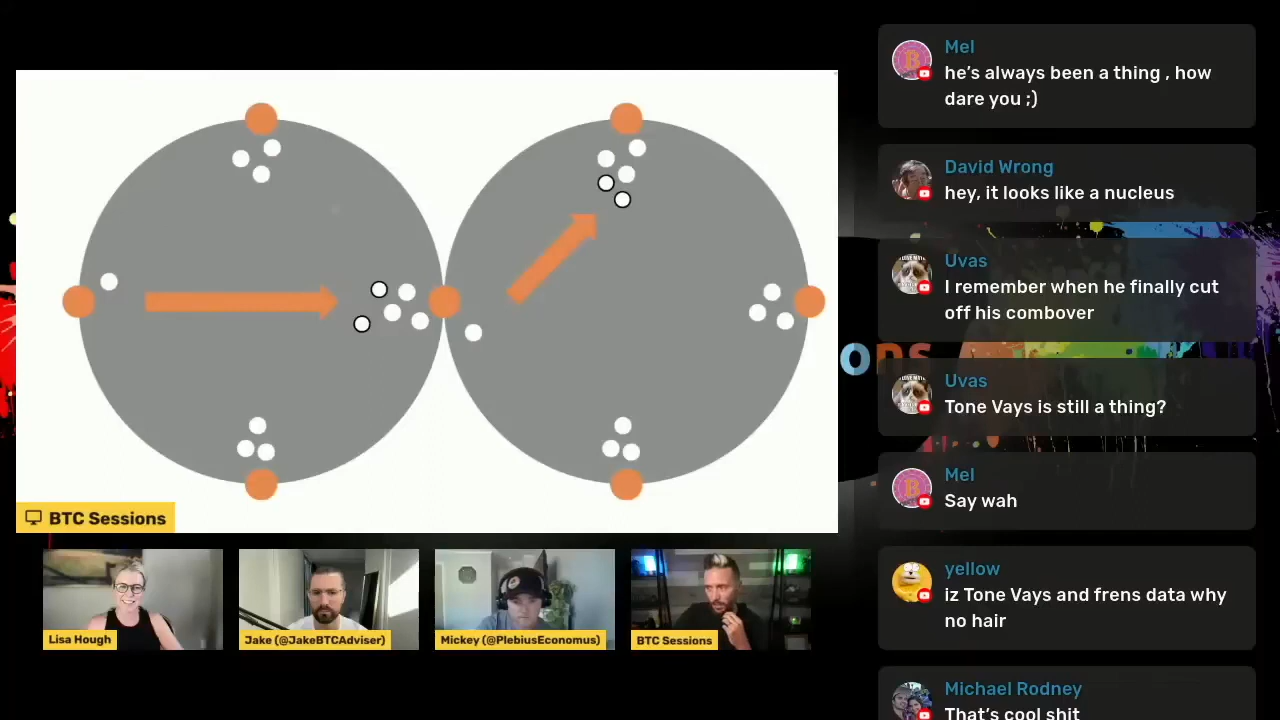 BTC Sessions
Lisa Hough
Jake (@JakeBTCAdviser)
Mickey (@PlebiusEconomus)
BTC Sessions
Mel
he's always been a thing , how
dare you ;)
David Wrong
hey, it looks like a nucleus
Uvas
I remember when he finally cut
off his combover
Uvas
Tone Vays is still a thing?
Mel
Say wah
yellow
iz Tone Vays and frens data why
no hair
Michael Rodney
That's cool shit